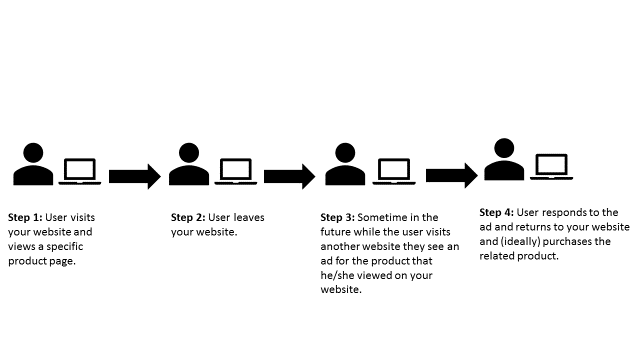 Step 1: User visits
your website and
views a specific
product page.
Step 2: User leaves
your website.
Step 3: Sometime in the
future while the user visits
another website they see an
ad for the product that
he/she viewed on your
website.
Step 4: User responds to the
ad and returns to your website
and (ideally) purchases the
related product.